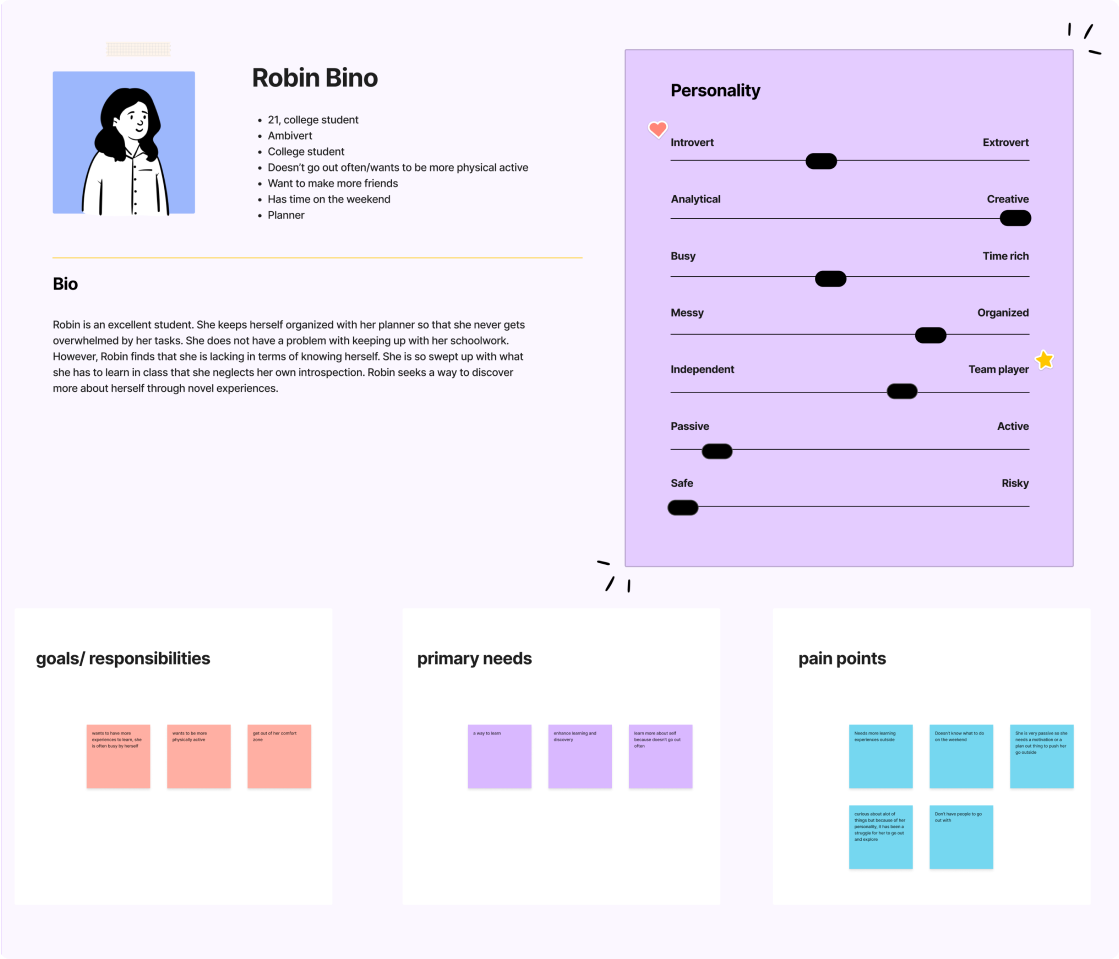 Robin Bino
21, college student
Ambivert
College student
Doesn't go out often/wants to be more physical active
Want to make more friends
Has time on the weekend
Planner
Bio
Robin is an excellent student. She keeps herself organized with her planner so that she never gets
overwhelmed by her tasks. She does not have a problem with keeping up with her schoolwork.
However, Robin finds that she is lacking in terms of knowing herself. She is so swept up with what
she has to learn in class that she neglects her own introspection. Robin seeks a way to discover
more about herself through novel experiences.
Personality
Introvert Extrovert
Analytical Creative
Busy Time rich
Messy Organized
Independent Team player
Passive Active
Safe Risky
goals/ responsibilities
wants to have more
experiences to learn, she
is often busy by herself
wants to be more
physically active
get out of her comfort
zone
primary needs
a way to learn
enhance learning and
discovery
learn more about self
because doesn't go out
often
pain points
Needs more learning
experiences outside
Doesn't know what to do
on the weekend
She is very passive so she
needs a motivation or a
plan out thing to push her
go outside
curious about alot of
things but because of her
personality, it has been a
struggle for her to go out
and explore
Don't have people to go
out with